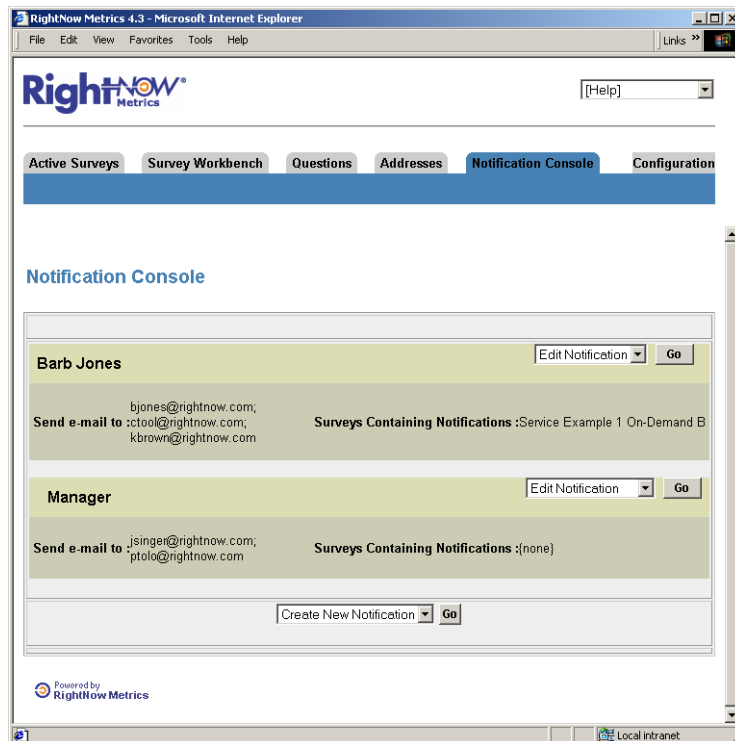 RightNow Metrics 4.3 - Microsoft Internet Explorer
File Edit View Favorites Tools Help Links »
RightNOW®
Metrics
[Help]
Active Surveys Survey Workbench Questions Addresses Notification Console Configuration
Notification Console
Barb Jones Edit Notification Go
Send e-mail to : bjones@rightnow.com;
ctool@rightnow.com;
kbrown@rightnow.com
Surveys Containing Notifications :Service Example 1 On-Demand B
Manager Edit Notification Go
Send e-mail to : jsinger@rightnow.com;
ptolo@rightnow.com
Surveys Containing Notifications :{none}
Create New Notification Go
Powered by
RightNow Metrics
Local intranet